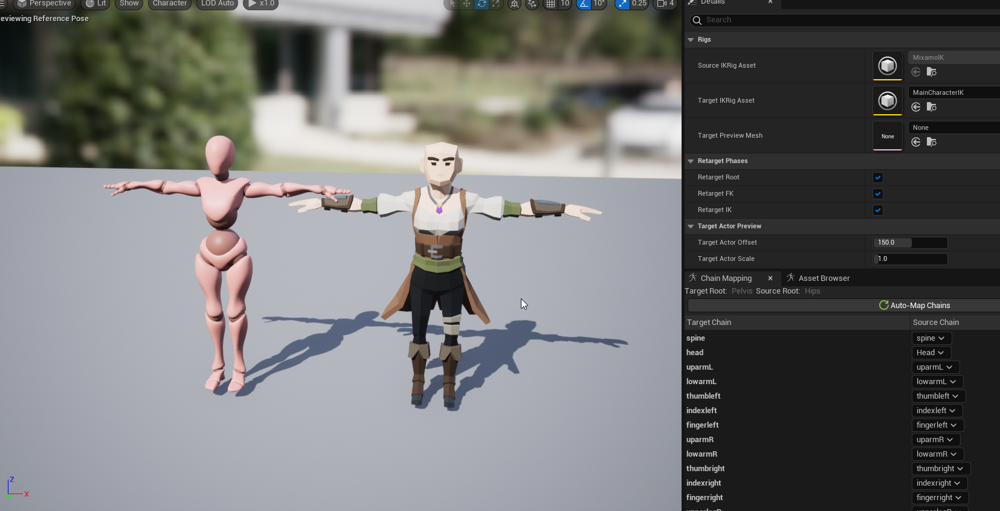 Perspective
Lit
Show
Character
LOD Auto
x1.0
10
10°
0.25
4
eviewing Reference Pose
Details
Search
Rigs
Source IKRig Asset
MixamoIK
Target IKRig Asset
MainCharacterIK
Target Preview Mesh
None
None
Retarget Phases
Retarget Root
Retarget FK
Retarget IK
Target Actor Preview
Target Actor Offset
150.0
Target Actor Scale
1.0
Chain Mapping
Asset Browser
Target Root: Pelvis Source Root: Hips
Auto-Map Chains
Target Chain Source Chain
spine spine
head Head
uparmL uparmL
lowarmL lowarmL
thumbleft thumbleft
indexleft indexleft
fingerleft fingerleft
uparmR uparmR
lowarmR lowarmR
thumbright thumbright
indexright indexright
fingerright fingerright
Z
X